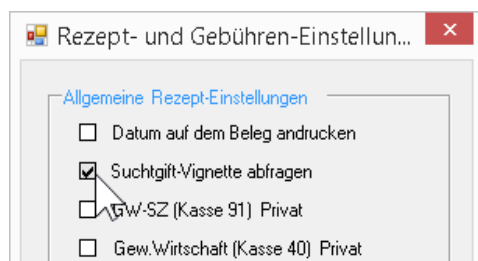 Rezept- und Gebühren-Einstellun...
Allgemeine Rezept-Einstellungen
Datum auf dem Beleg andrucken
Suchtgift-Vignette abfragen
GW-SZ (Kasse 91) Privat
Gew.Wirtschaft (Kasse 40) Privat